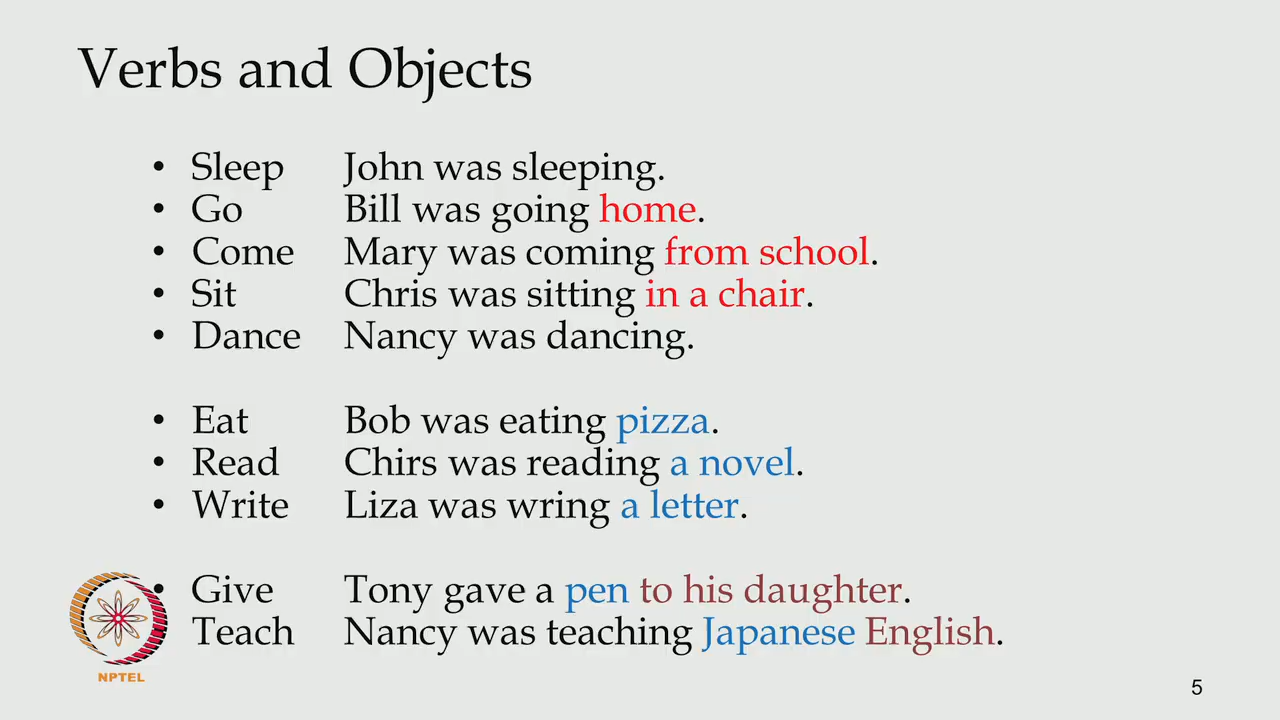 Verbs and Objects
• Sleep John was sleeping.
• Go Bill was going home.
• Come Mary was coming from school.
• Sit Chris was sitting in a chair.
• Dance Nancy was dancing.
• Eat Bob was eating pizza.
• Read Chirs was reading a novel.
• Write Liza was wring a letter.
• Give Tony gave a pen to his daughter.
Teach Nancy was teaching Japanese English.
NPTEL
5